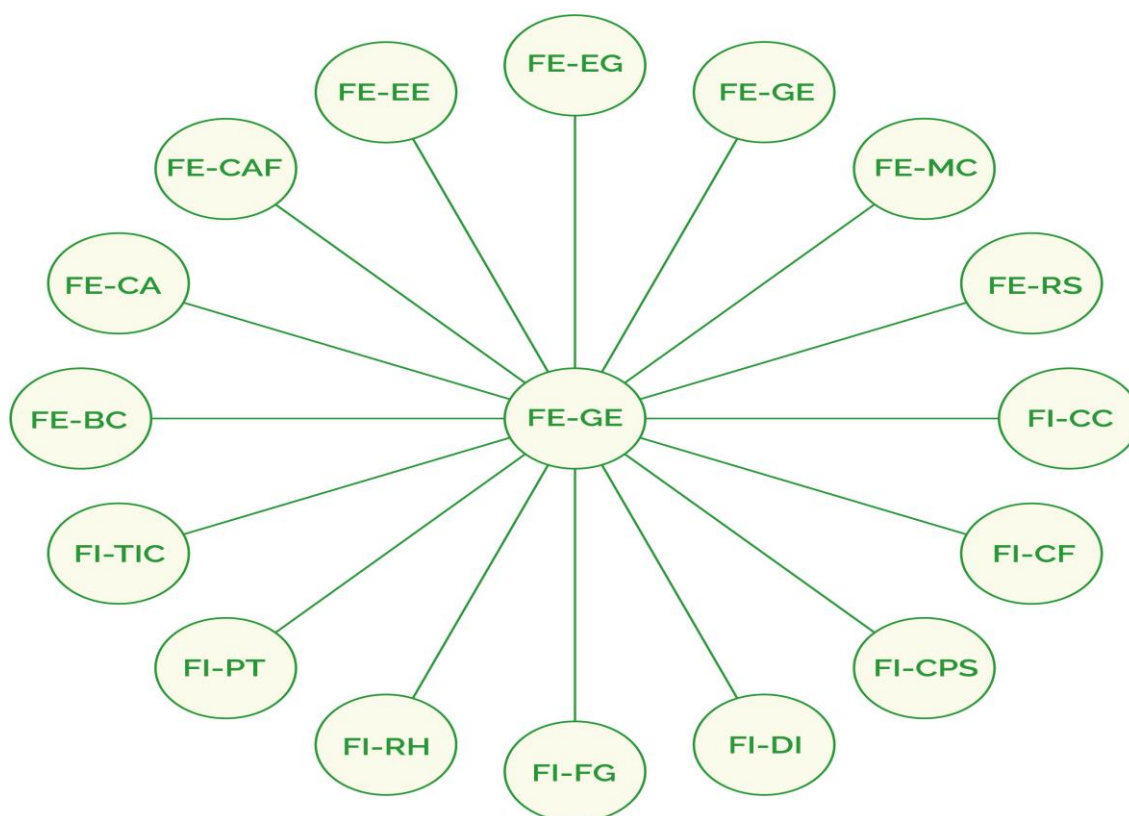 FE-EG
FE-EE
FE-GE
FE-CAF
FE-MC
FE-CA
FE-RS
FE-BC
FE-GE
FI-CC
FI-TIC
FI-CF
FI-PT
FI-CPS
FI-RH
FI-DI
FI-FG